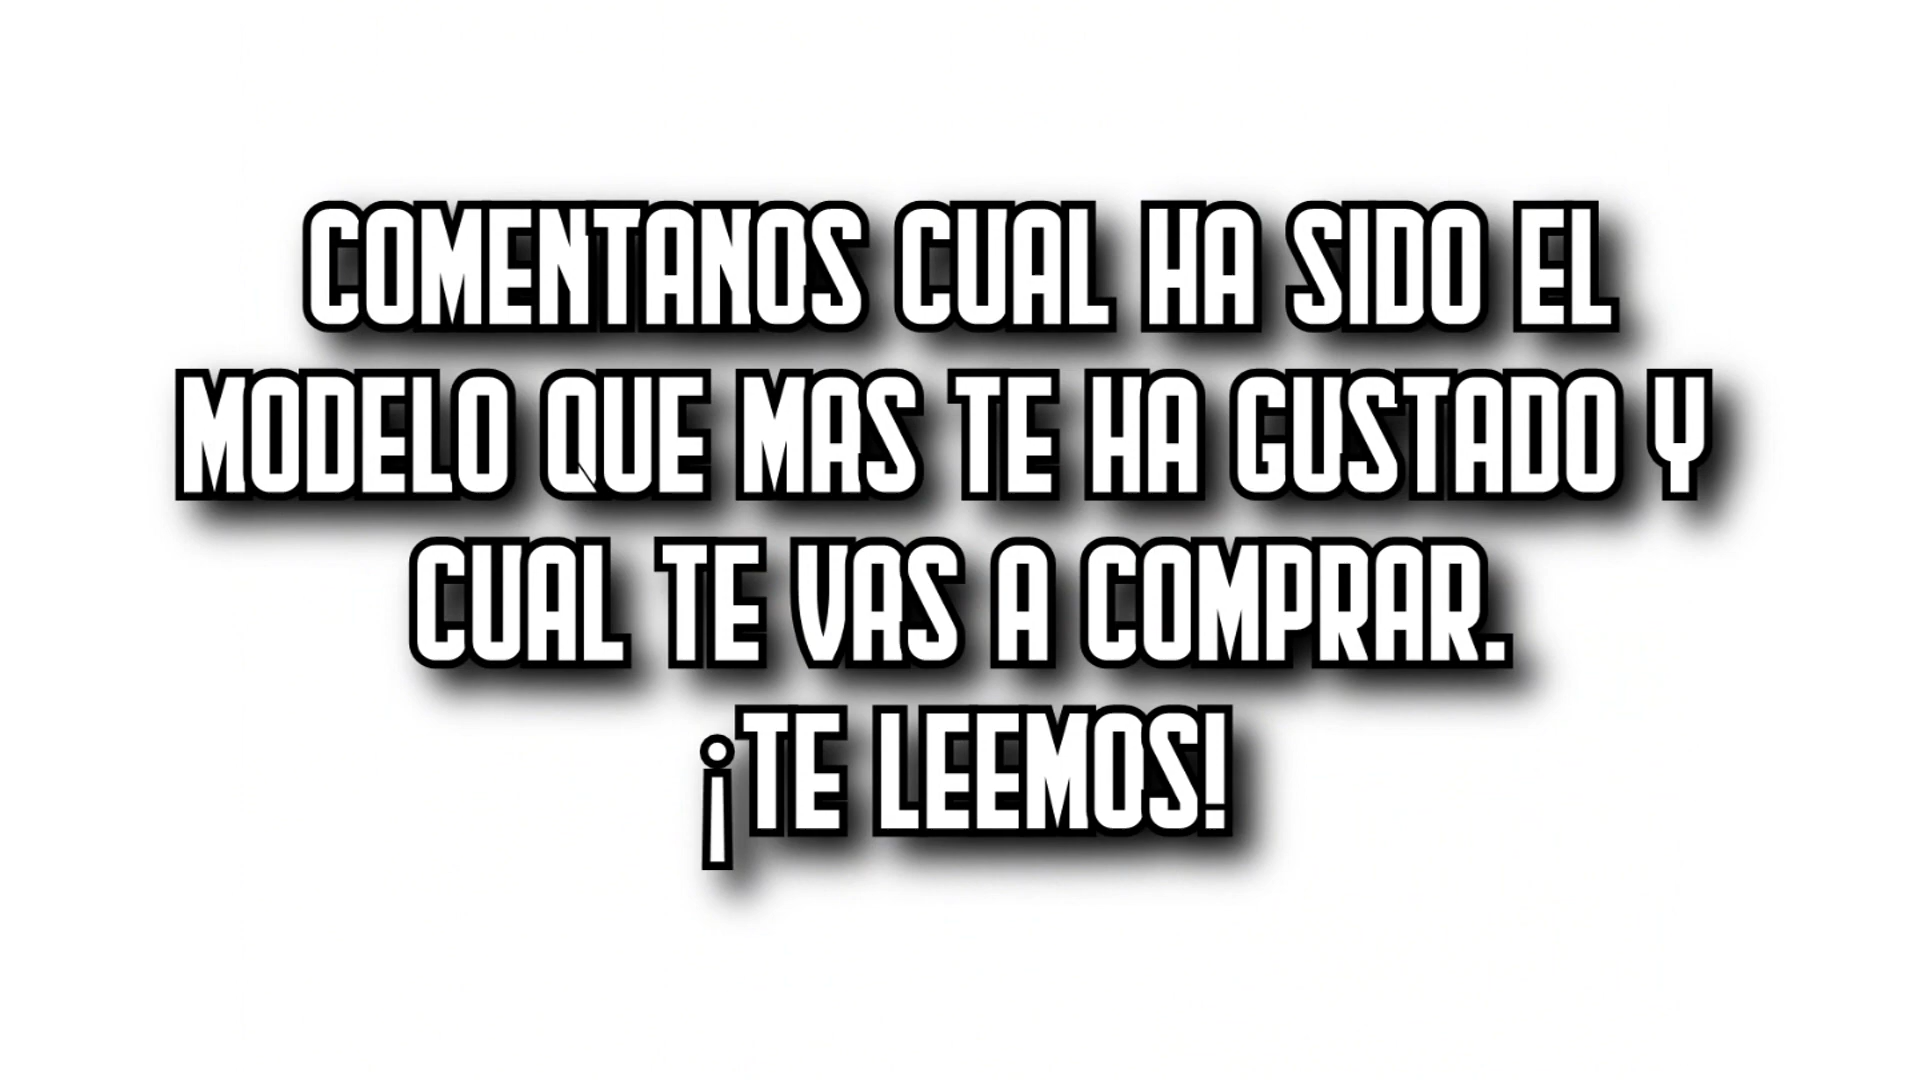 COMENTANOS CUAL HA SIDO EL
MODELO QUE MAS TE HA GUSTADO Y
CUAL TE VAS A COMPRAR.
¡TE LEEMOS!